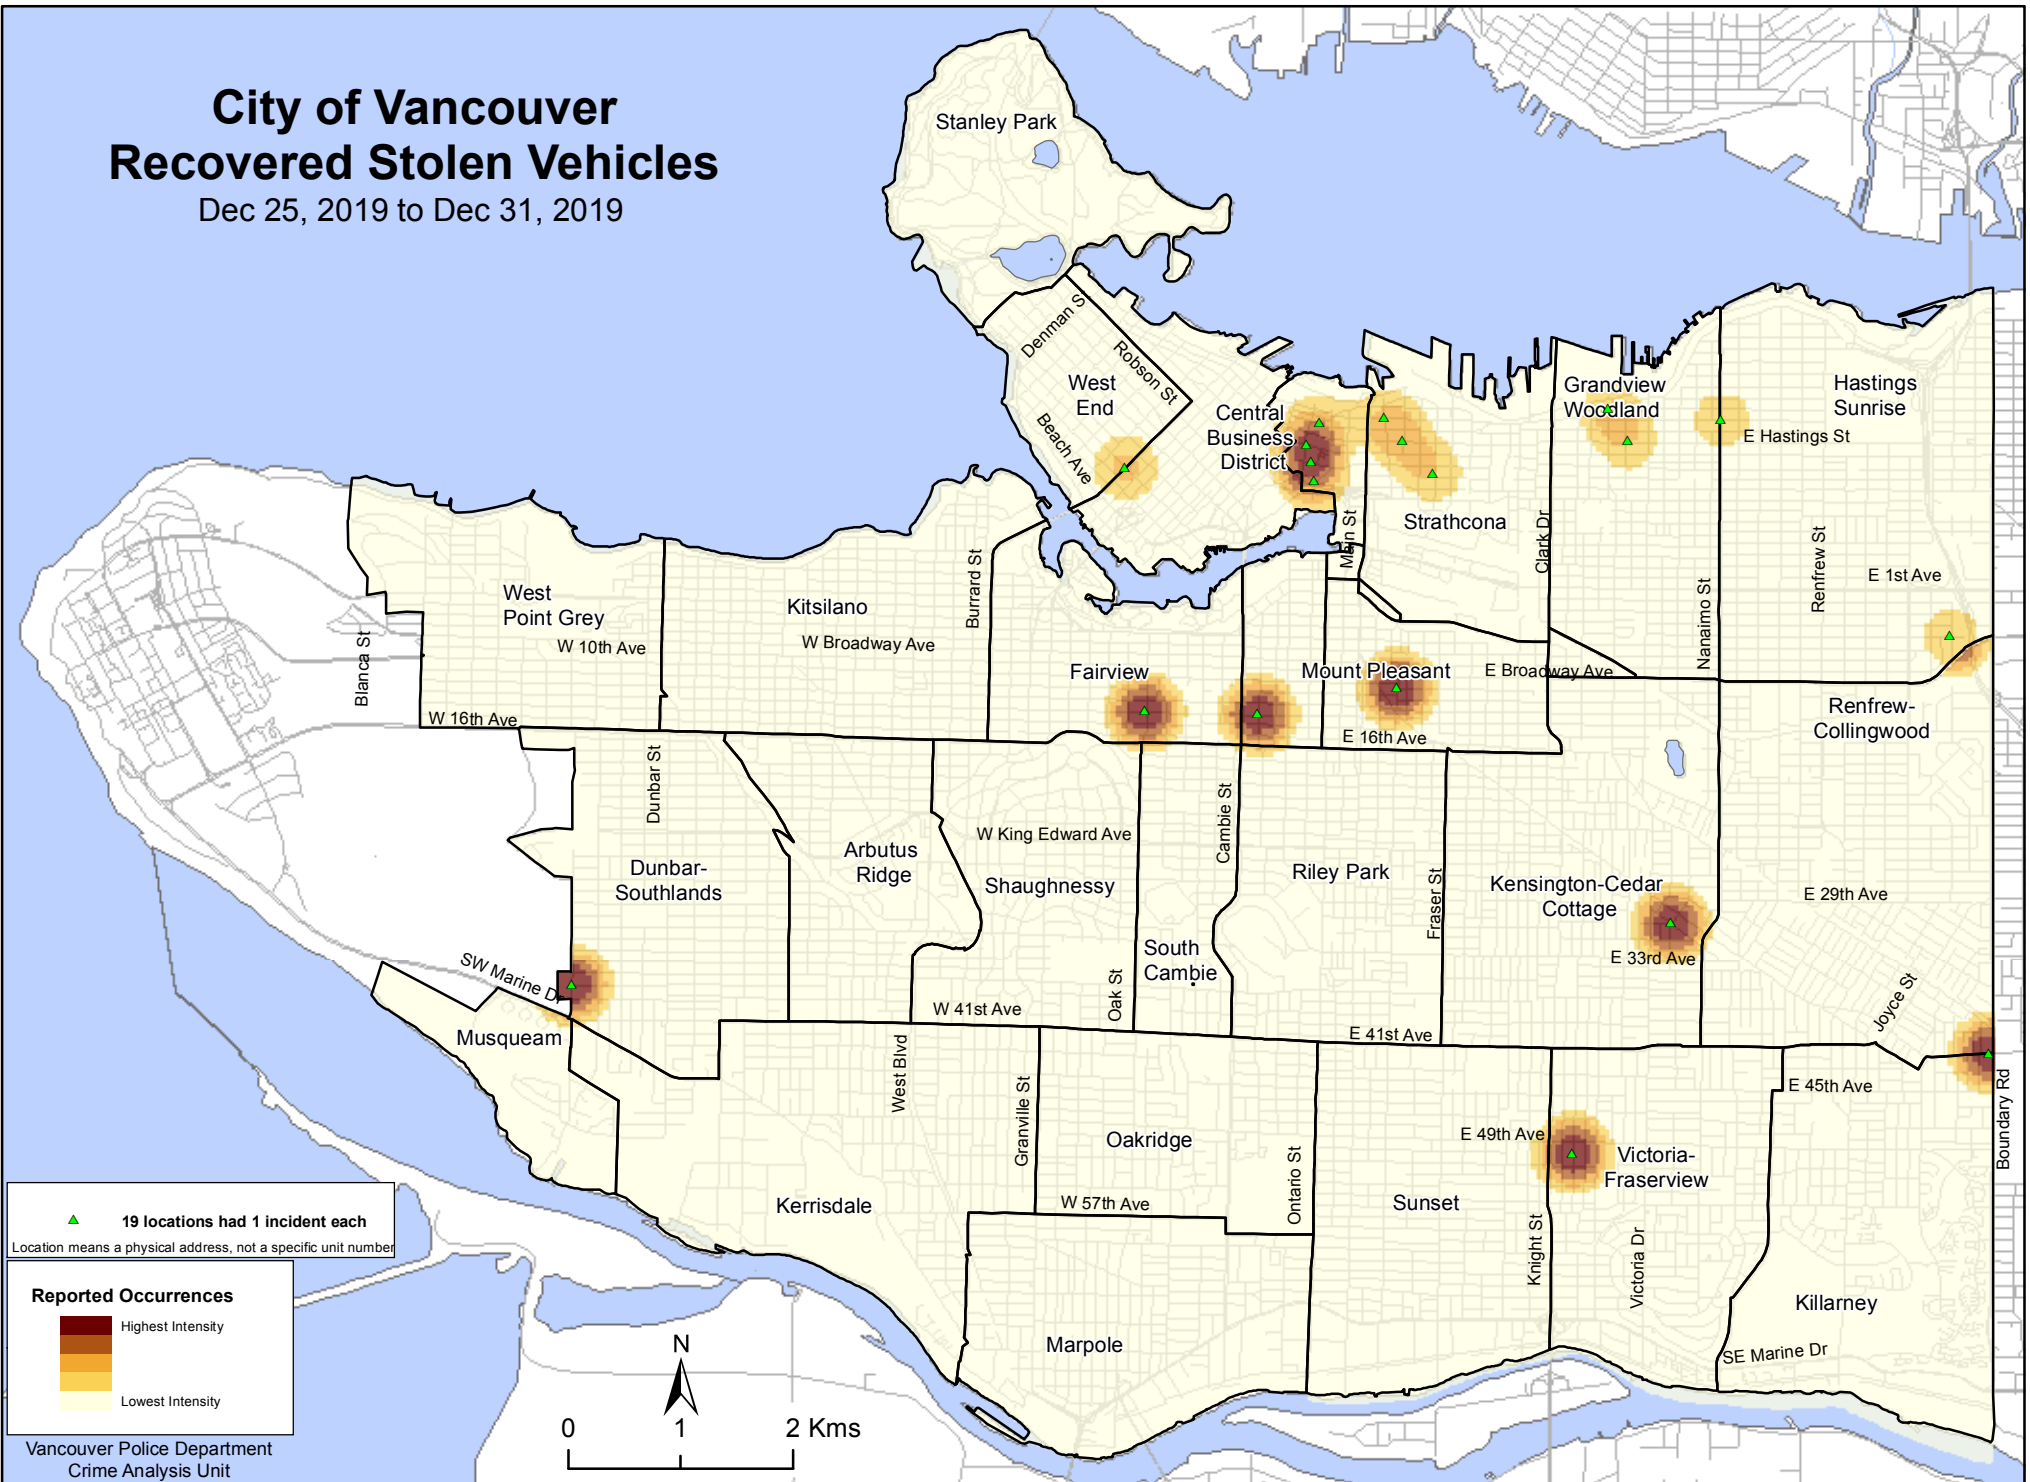 City of Vancouver
Recovered Stolen Vehicles
Dec 25, 2019 to Dec 31, 2019
Stanley Park
Denman S
Robson St
West
End
Beach Ave
Central
Business
District
Grandview
Woodland
Hastings
Sunrise
E Hastings St
Strathcona
Main St
Clark Dr
Nanaimo St
Renfrew St
E 1st Ave
West
Point Grey
W 10th Ave
Blanca St
Kitsilano
W Broadway Ave
Burrard St
Fairview
Mount Pleasant
E Broadway Ave
Renfrew-
Collingwood
W 16th Ave
E 16th Ave
Dunbar St
Dunbar-
Southlands
Arbutus
Ridge
W King Edward Ave
Shaughnessy
Cambie St
Riley Park
Fraser St
Kensington-Cedar
Cottage
E 29th Ave
E 33rd Ave
South
Cambie
Oak St
SW Marine Dr
W 41st Ave
E 41st Ave
Joyce St
Musqueam
West Blvd
Granville St
E 45th Ave
Boundary Rd
Oakridge
E 49th Ave
Victoria-
Fraserview
Ontario St
Kerrisdale
W 57th Ave
Sunset
Knight St
Victoria Dr
Killarney
Marpole
SE Marine Dr
19 locations had 1 incident each
Location means a physical address, not a specific unit number
Reported Occurrences
Highest Intensity
Lowest Intensity
Vancouver Police Department
Crime Analysis Unit
N
0 1 2 Kms